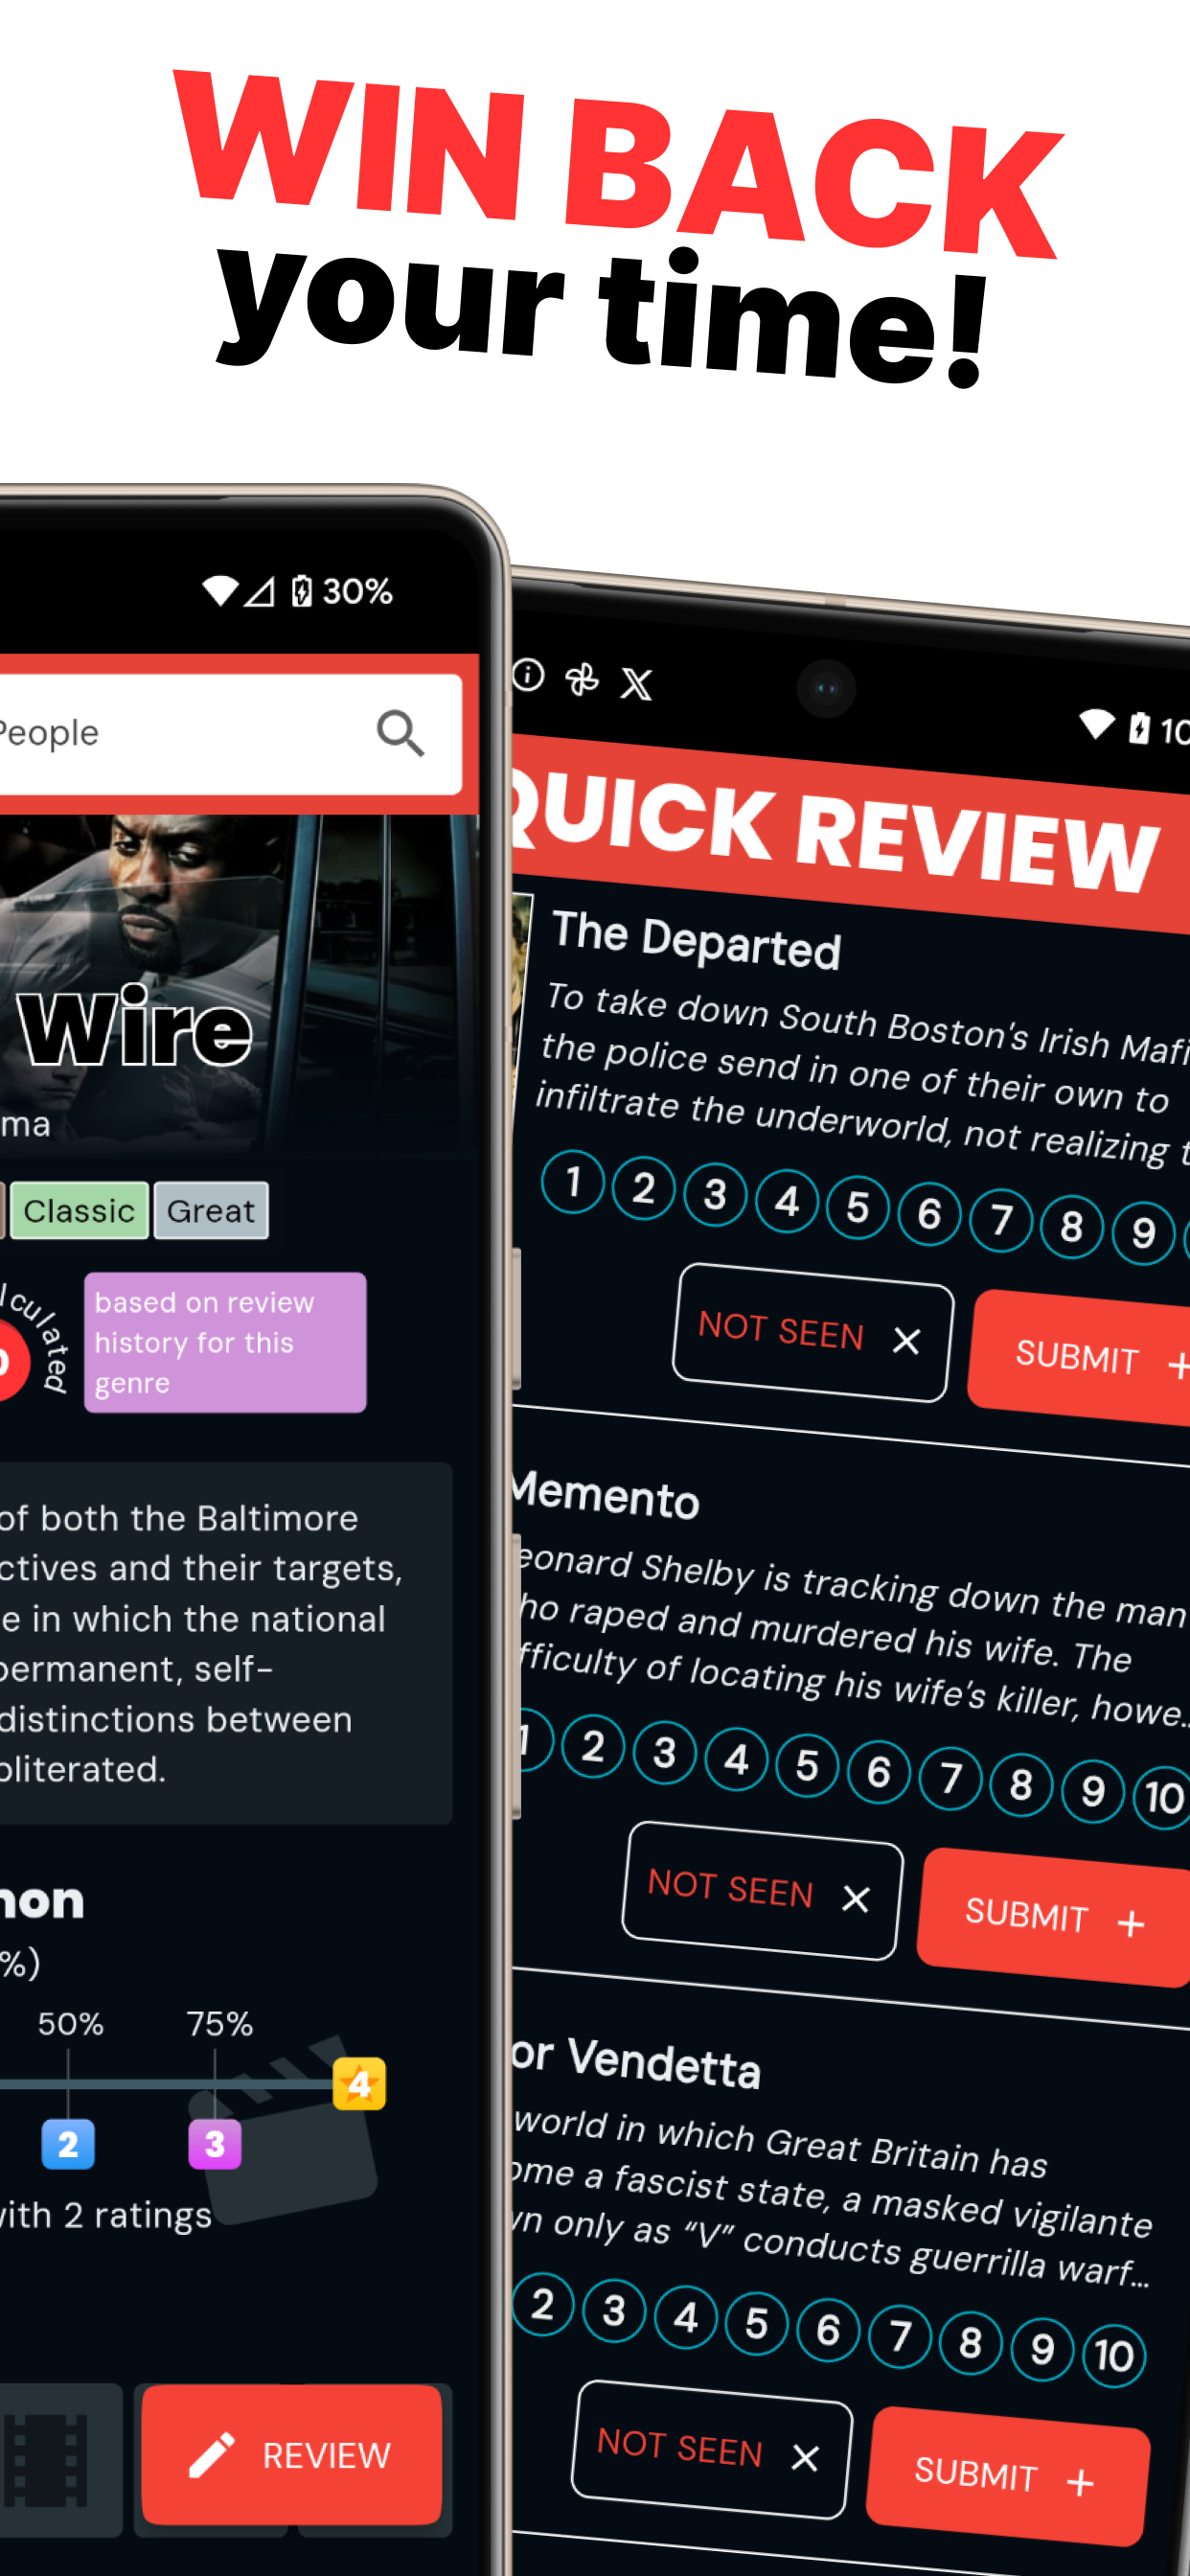 WIN BACK
your time!
30%
People
Wire
ma
Classic
Great
lculated
based on review
history for this
genre
of both the Baltimore
ctives and their targets,
e in which the national
permanent, self-
distinctions between
bliterated.
non
%)
50%
75%
4
2
3
with 2 ratings
REVIEW
10
QUICK REVIEW
The Departed
To take down South Boston's Irish Mafi
the police send in one of their own to
infiltrate the underworld, not realizing t
1 2 3 4 5 6 7 8 9
NOT SEEN ×
SUBMIT +
Memento
eonard Shelby is tracking down the man
ho raped and murdered his wife. The
fficulty of locating his wife's killer, howe...
1 2 3 4 5 6 7 8 9 10
NOT SEEN ×
SUBMIT +
or Vendetta
world in which Great Britain has
ome a fascist state, a masked vigilante
wn only as “V” conducts guerrilla warf...
2 3 4 5 6 7 8 9 10
NOT SEEN ×
SUBMIT +